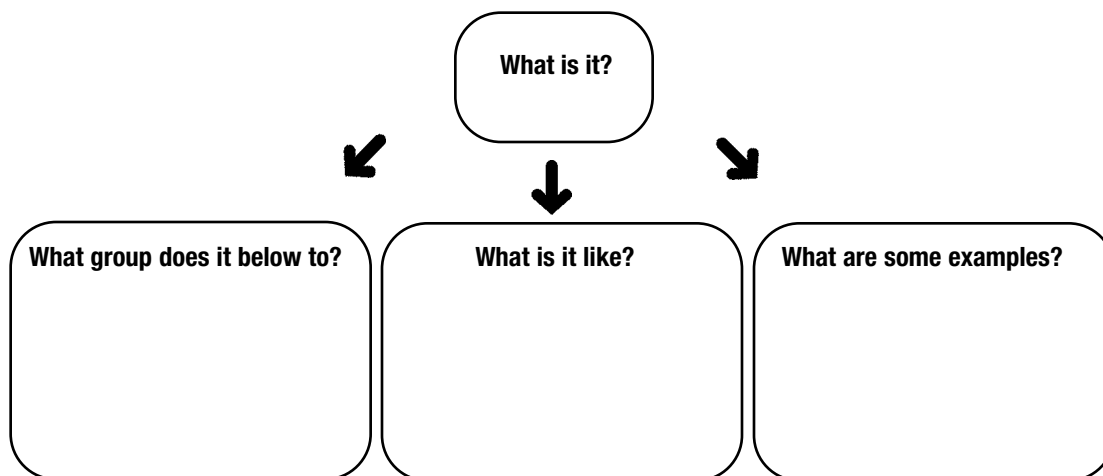 What is it?
What group does it below to?
What is it like?
What are some examples?